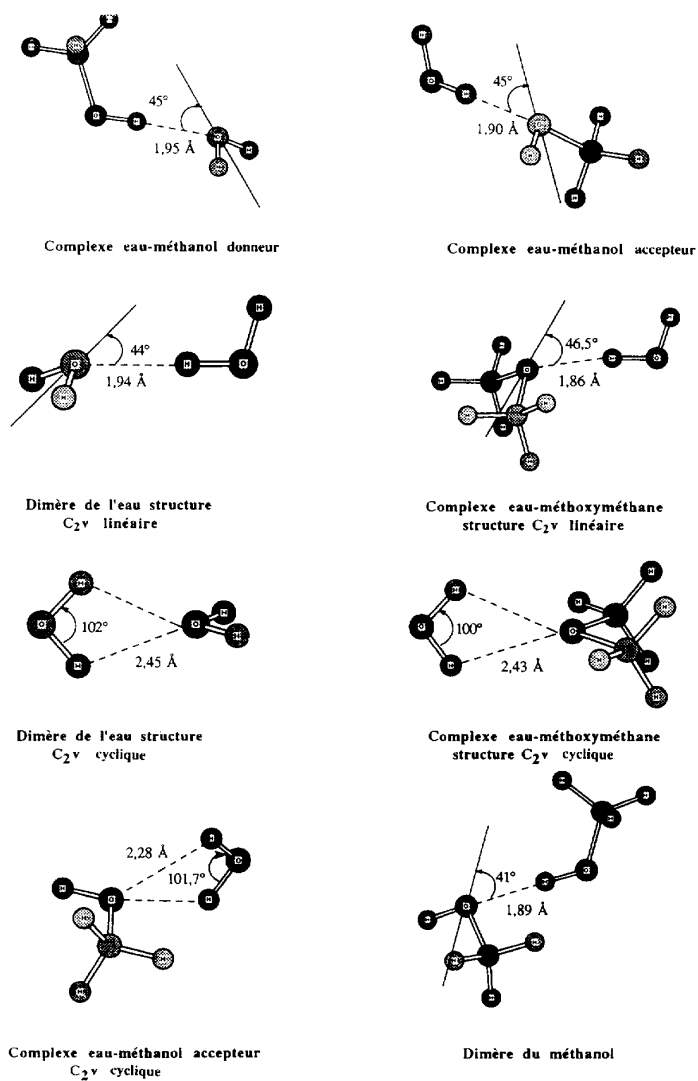 45°
1,95 Å
45°
1.90 Å
Complexe eau-méthanol donneur
Complexe eau-méthanol accepteur
44°
1,94 Å
46,5°
1,86 Å
Dimère de l'eau structure
C2v linéaire
Complexe eau-méthoxyméthane
structure C2v linéaire
102°
2,45 Å
100°
2,43 Å
Dimère de l'eau structure
C2v cyclique
Complexe eau-méthoxyméthane
structure C2v cyclique
2,28 Å
101,7°
41°
1,89 Å
Complexe eau-méthanol accepteur
C2v cyclique
Dimère du méthanol